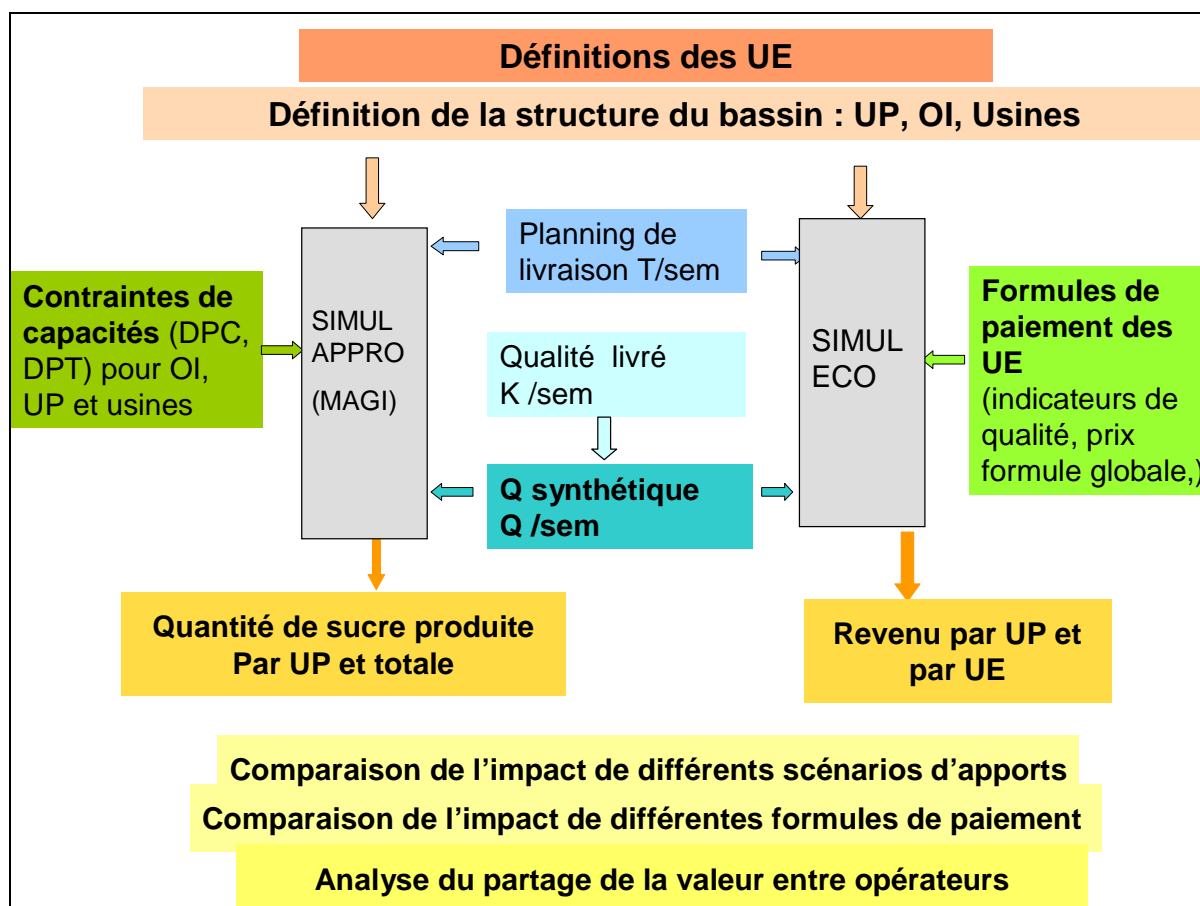 Définitions des UE
Définition de la structure du bassin : UP, OI, Usines
Contraintes de
capacités (DPC,
DPT) pour OI,
UP et usines
SIMUL
APPRO
(MAGI)
Planning de
livraison T/sem
Qualité livré
K /sem
Q synthétique
Q /sem
SIMUL
ECO
Formules de
paiement des
UE
(indicateurs de
qualité, prix
formule globale,)
Quantité de sucre produite
Par UP et totale
Revenu par UP et
par UE
Comparaison de l’impact de différents scénarios d’apports
Comparaison de l’impact de différentes formules de paiement
Analyse du partage de la valeur entre opérateurs